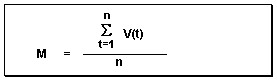 n
Σ V(t)
t=1
M = n